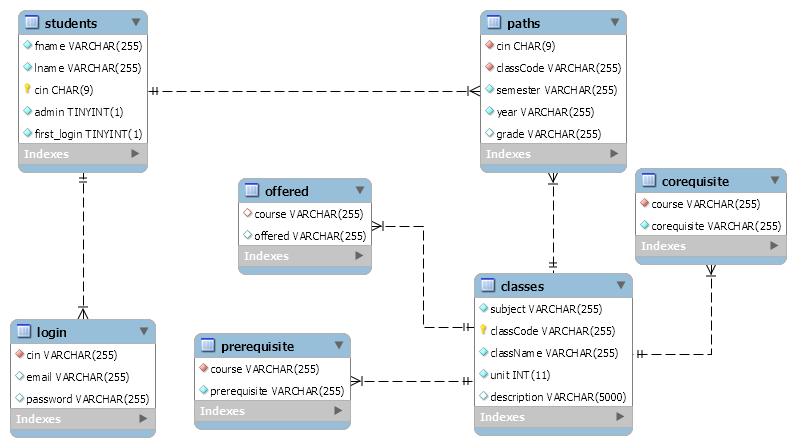 students
fname VARCHAR(255)
lname VARCHAR(255)
cin CHAR(9)
admin TINYINT(1)
first_login TINYINT(1)
Indexes
paths
cin CHAR(9)
classCode VARCHAR(255)
semester VARCHAR(255)
year VARCHAR(255)
grade VARCHAR(255)
Indexes
offered
course VARCHAR(255)
offered VARCHAR(255)
Indexes
corequisite
course VARCHAR(255)
corequisite VARCHAR(255)
Indexes
login
cin VARCHAR(255)
email VARCHAR(255)
password VARCHAR(255)
Indexes
prerequisite
course VARCHAR(255)
prerequisite VARCHAR(255)
Indexes
classes
subject VARCHAR(255)
classCode VARCHAR(255)
className VARCHAR(255)
unit INT(11)
description VARCHAR(5000)
Indexes